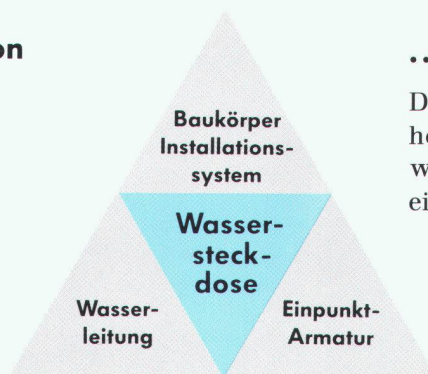 on
Baukörper
Installations-
system
Wasser-
steck-
dose
Wasser-
leitung
Einpunkt-
Armatur
..
D
he
w
ei